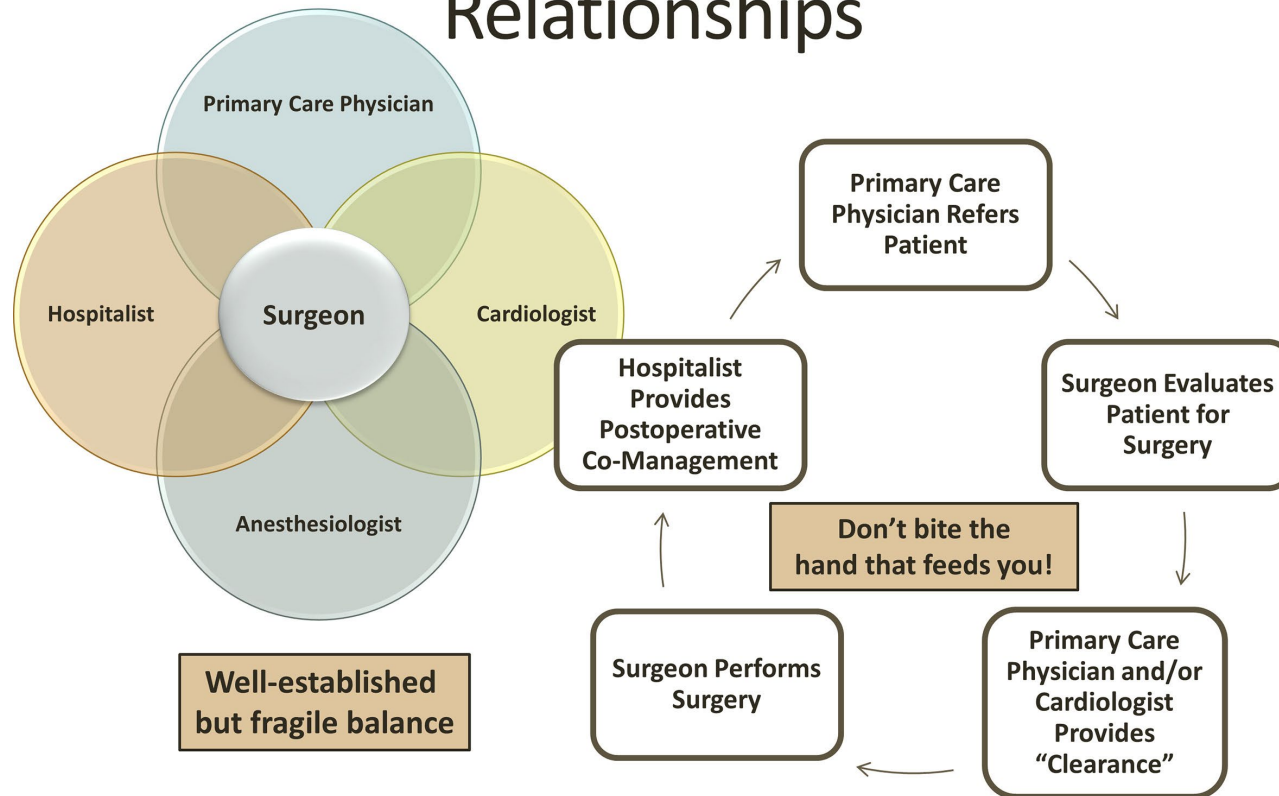 Relationships
Primary Care Physician
Hospitalist
Surgeon
Cardiologist
Anesthesiologist
Well-established
but fragile balance
Primary Care
Physician Refers
Patient
Surgeon Evaluates
Patient for
Surgery
Primary Care
Physician and/or
Cardiologist
Provides
“Clearance”
Surgeon Performs
Surgery
Hospitalist
Provides
Postoperative
Co-Management
Don’t bite the
hand that feeds you!